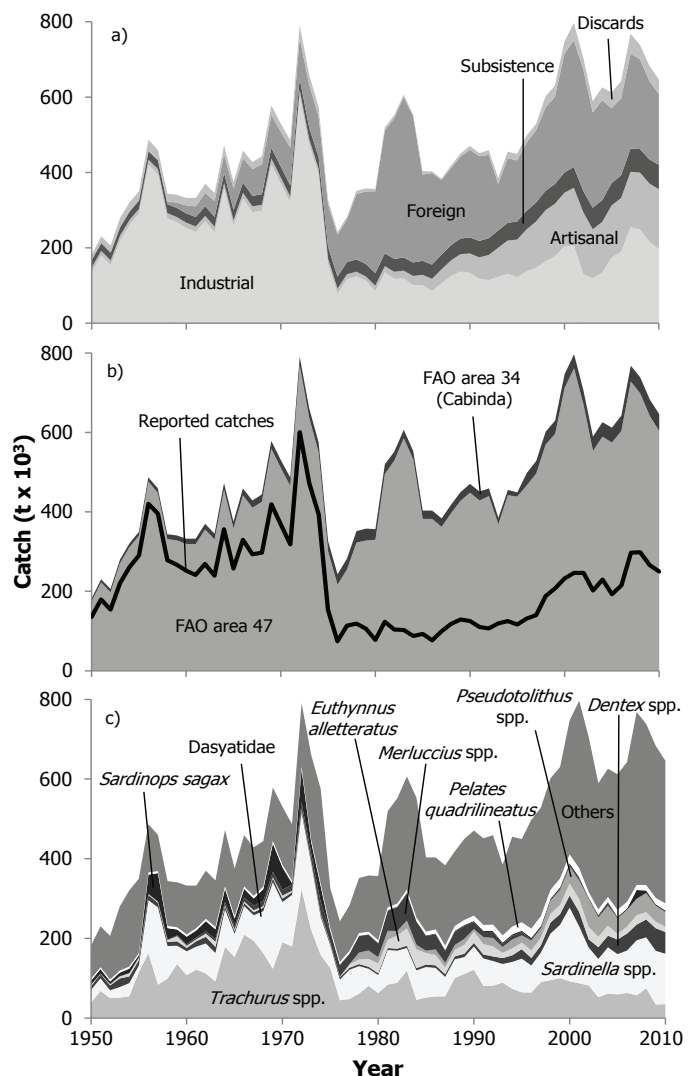 800
600
400
200
0
a)
Discards
Subsistence
Foreign
Artisanal
Industrial
Catch (t x 10³)
800
600
400
200
0
b)
FAO area 34
(Cabinda)
Reported catches
FAO area 47
800
600
400
200
0
c)
Pseudotolithus
spp.
Dentex spp.
Euthynnus
alletteratus
Dasyatidae
Merluccius spp.
Sardinops sagax
Pelates
quadrilineatus
Others
Sardinella spp.
Trachurus spp.
1950 1960 1970 1980 1990 2000 2010
Year